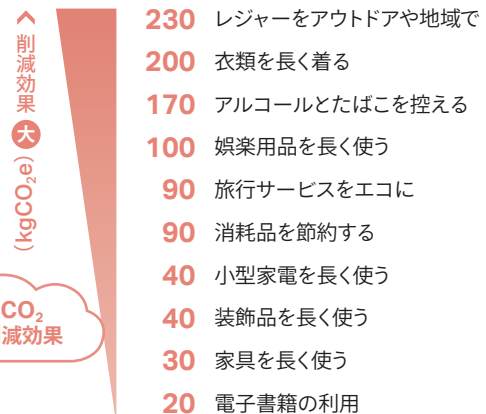 削減効果 大 (kgCO₂e)
230 レジャーをアウトドアや地域で
200 衣類を長く着る
170 アルコールとたばこを控える
100 娯楽用品を長く使う
90 旅行サービスをエコに
90 消耗品を節約する
40 小型家電を長く使う
40 装飾品を長く使う
30 家具を長く使う
20 電子書籍の利用
CO₂
減効果